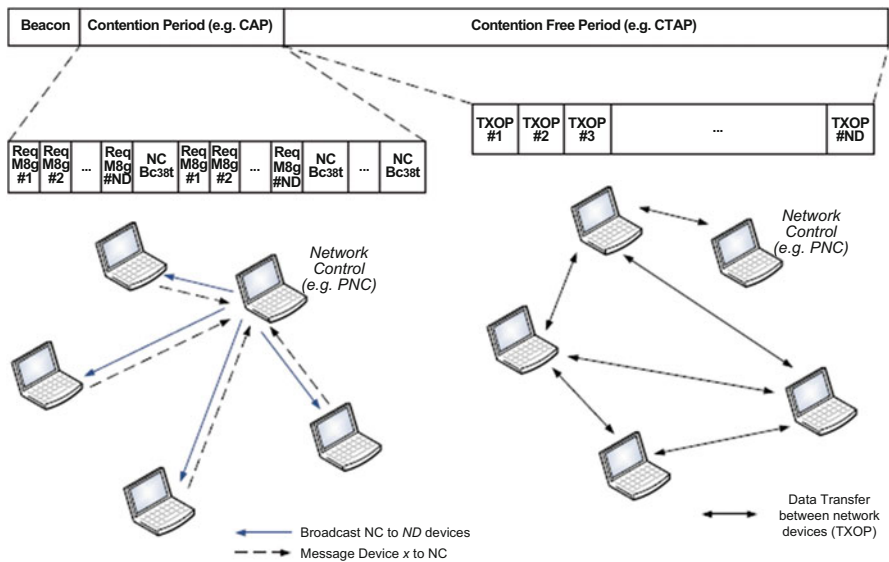 Beacon
Contention Period (e.g. CAP)
Contention Free Period (e.g. CTAP)
TXOP
#1
TXOP
#2
TXOP
#3
...
TXOP
#ND
Req
M8g
#1
Req
M8g
#2
...
Req
M8g
#ND
NC
Bc38t
Req
M8g
#1
Req
M8g
#2
...
Req
M8g
#ND
NC
Bc38t
...
NC
Bc38t
Network
Control
(e.g. PNC)
Network
Control
(e.g. PNC)
Broadcast NC to ND devices
Message Device x to NC
Data Transfer
between network
devices (TXOP)